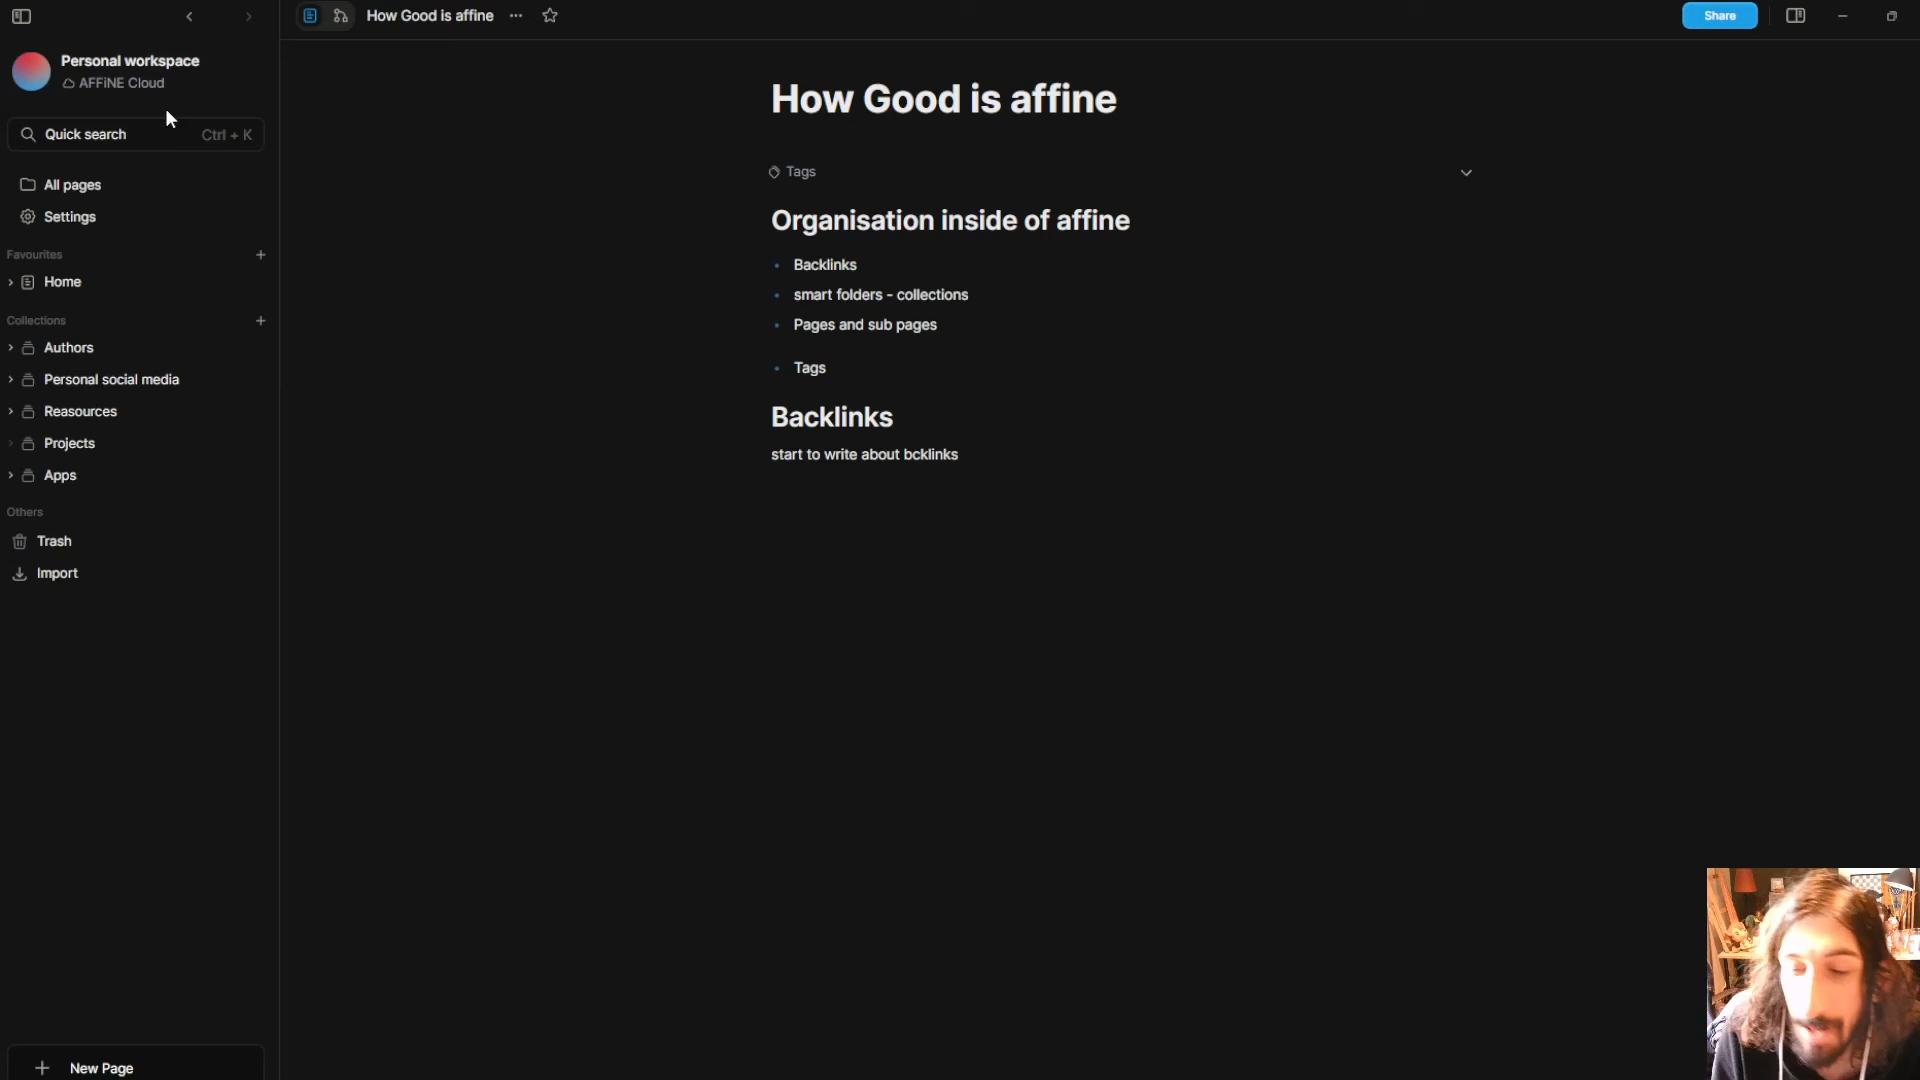 How Good is affine
Share
Personal workspace
AFFiNE Cloud
Quick search Ctrl + K
All pages
Settings
Favourites
Home
Collections
Authors
Personal social media
Reasources
Projects
Apps
Others
Trash
Import
New Page
How Good is affine
Tags
Organisation inside of affine
Backlinks
smart folders - collections
Pages and sub pages
Tags
Backlinks
start to write about bcklinks